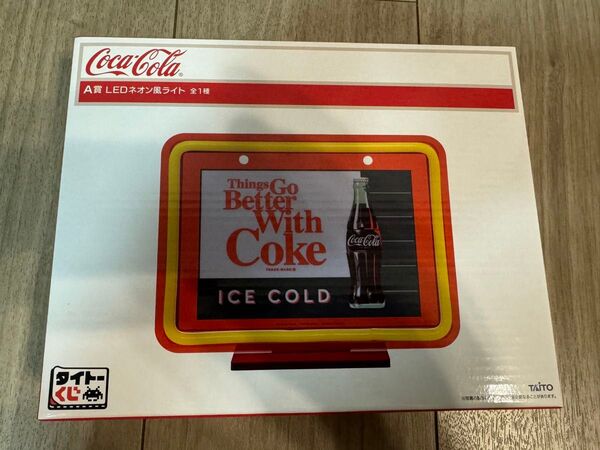 Coca-Cola
A賞 LEDネオン風ライト 全1種
Things Go
Better
With
Coke
TRADE-MARK®
Coca-Cola
ICE COLD
タイトー
くじ
TAITO